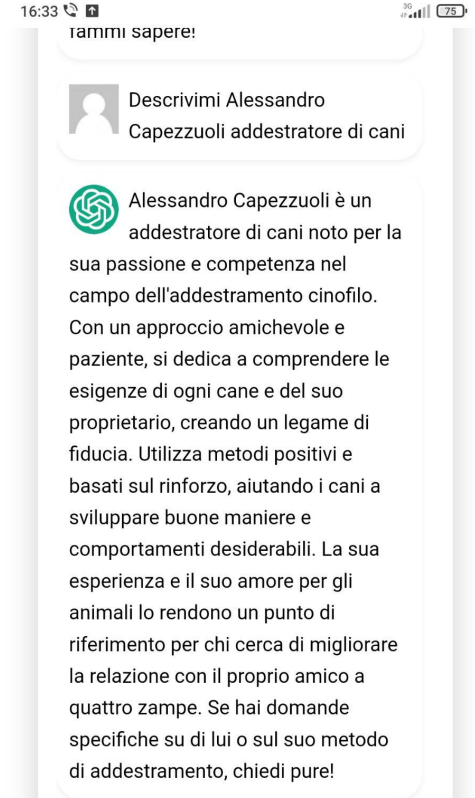 16:33
3G
75
fammi sapere!
Descrivimi Alessandro
Capezzuoli addestratore di cani
Alessandro Capezzuoli è un
addestratore di cani noto per la
sua passione e competenza nel
campo dell'addestramento cinofilo.
Con un approccio amichevole e
paziente, si dedica a comprendere le
esigenze di ogni cane e del suo
proprietario, creando un legame di
fiducia. Utilizza metodi positivi e
basati sul rinforzo, aiutando i cani a
sviluppare buone maniere e
comportamenti desiderabili. La sua
esperienza e il suo amore per gli
animali lo rendono un punto di
riferimento per chi cerca di migliorare
la relazione con il proprio amico a
quattro zampe. Se hai domande
specifiche su di lui o sul suo metodo
di addestramento, chiedi pure!